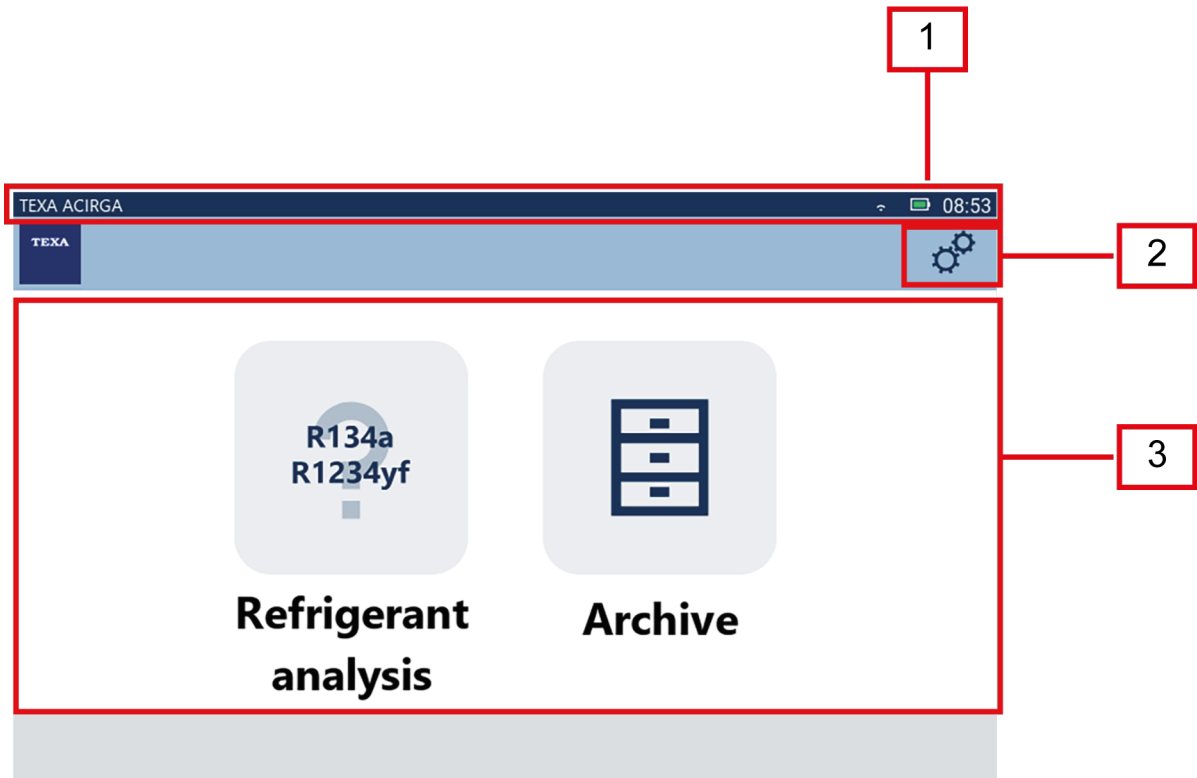 1
TEXA ACIRGA
08:53
TEXA
2
R134a
R1234yf
?
3
Refrigerant
analysis
Archive